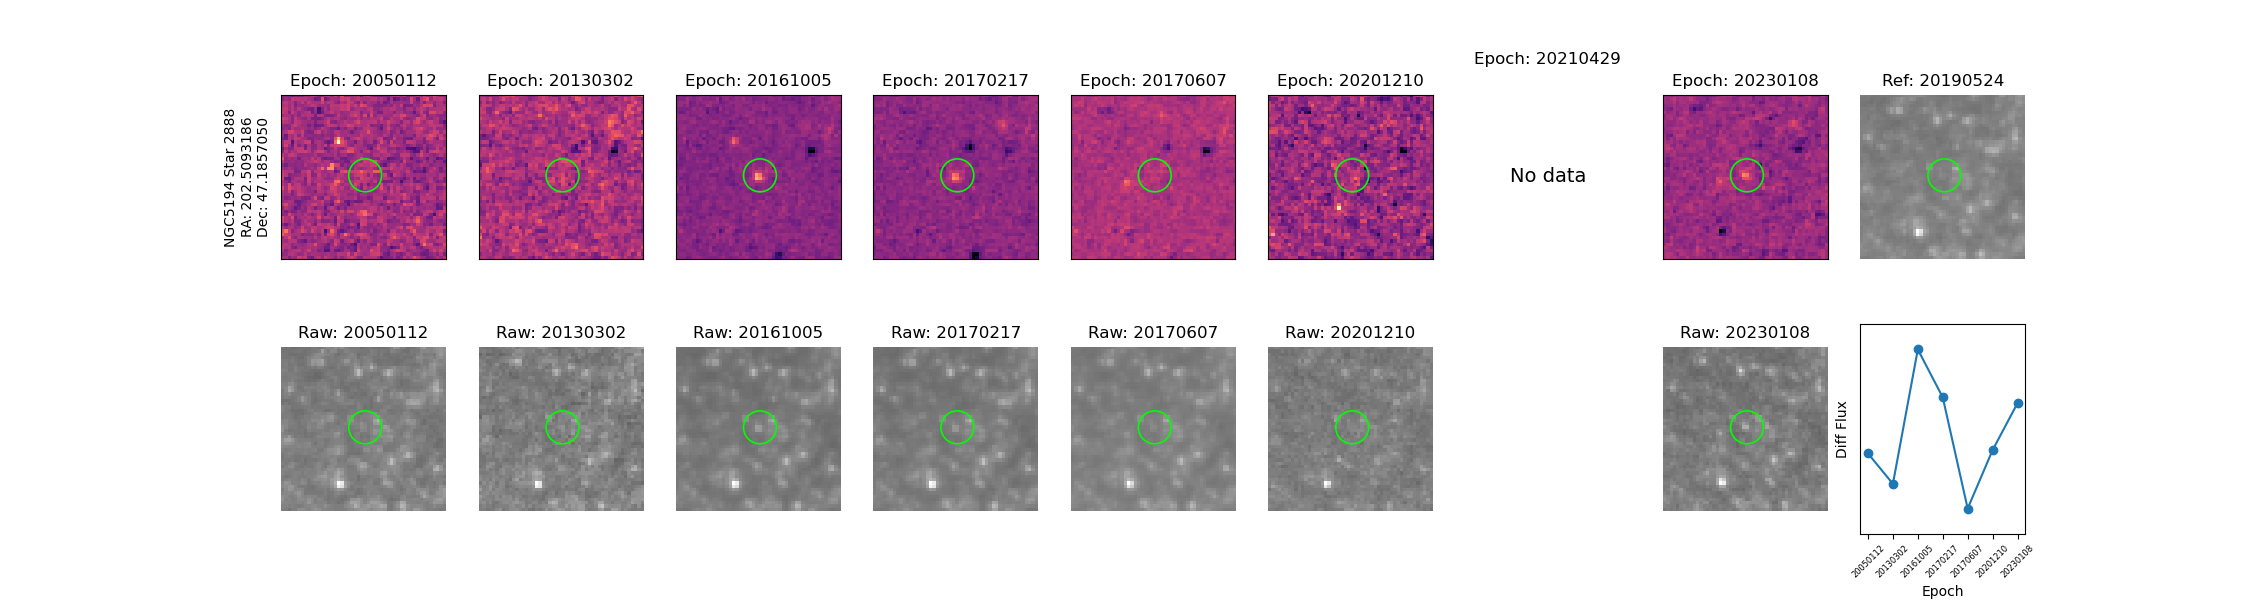 Epoch: 20050112
Epoch: 20130302
Epoch: 20161005
Epoch: 20170217
Epoch: 20170607
Epoch: 20201210
Epoch: 20210429
Epoch: 20230108
Ref: 20190524
NGC5194 Star 2888
RA: 202.5093186
Dec: 47.1857050
No data
Raw: 20050112
Raw: 20130302
Raw: 20161005
Raw: 20170217
Raw: 20170607
Raw: 20201210
Raw: 20230108
Diff Flux
20050112
20130302
20161005
20170217
20170607
20201210
20230108
Epoch